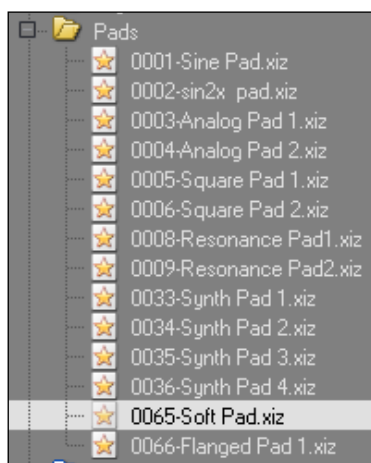 Pads
0001-Sine Pad.xiz
0002-sin2x  pad.xiz
0003-Analog Pad 1.xiz
0004-Analog Pad 2.xiz
0005-Square Pad 1.xiz
0006-Square Pad 2.xiz
0008-Resonance Pad1.xiz
0009-Resonance Pad2.xiz
0033-Synth Pad 1.xiz
0034-Synth Pad 2.xiz
0035-Synth Pad 3.xiz
0036-Synth Pad 4.xiz
0065-Soft Pad.xiz
0066-Flanged Pad 1.xiz